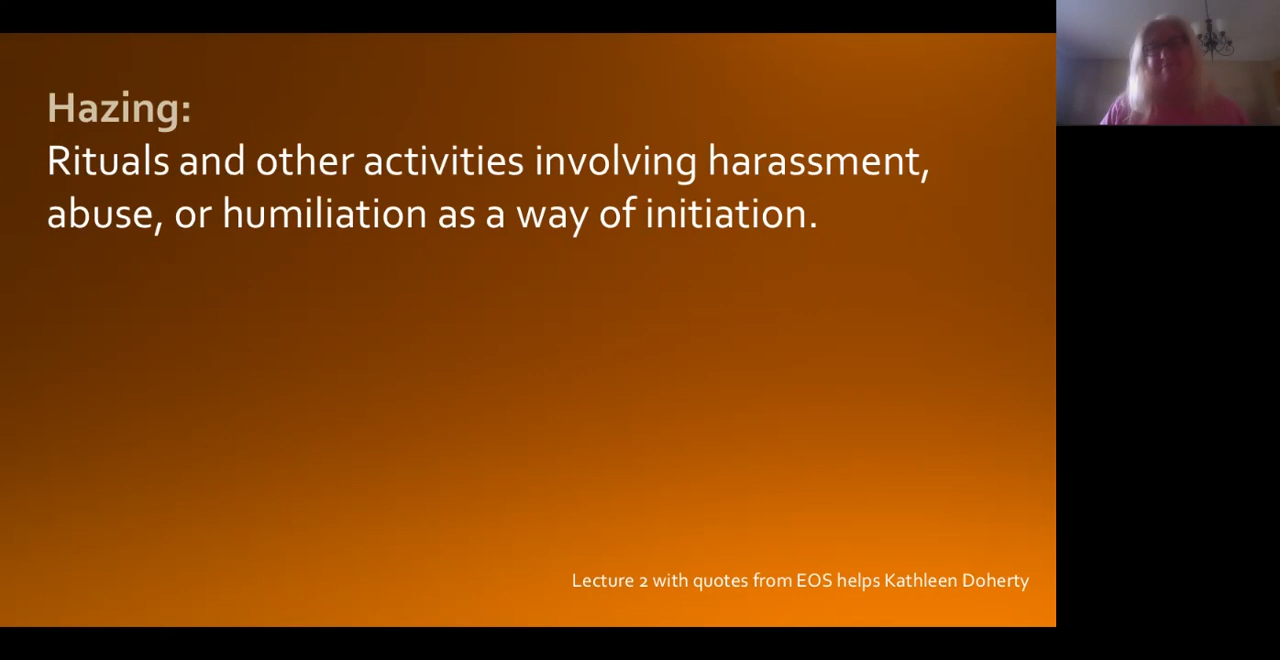 Hazing:
Rituals and other activities involving harassment,
abuse, or humiliation as a way of initiation.
Lecture 2 with quotes from EOS helps Kathleen Doherty